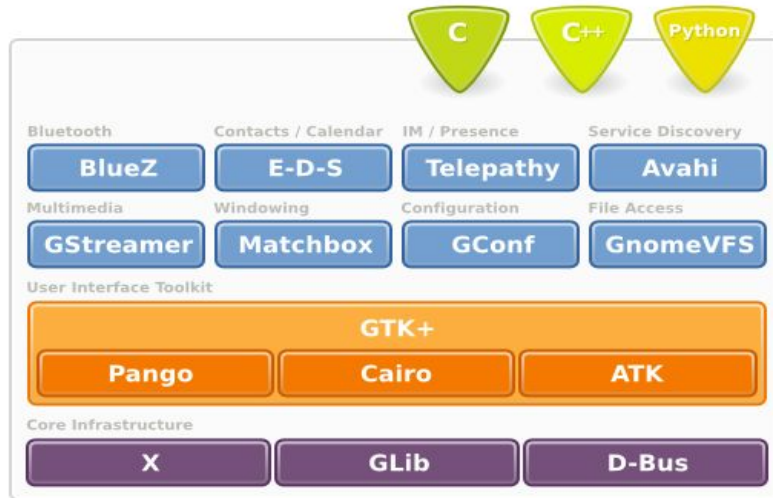 C C++ Python
Bluetooth Contacts / Calendar IM / Presence Service Discovery
BlueZ E-D-S Telepathy Avahi
Multimedia Windowing Configuration File Access
GStreamer Matchbox GConf GnomeVFS
User Interface Toolkit
GTK+
Pango Cairo ATK
Core Infrastructure
X GLib D-Bus